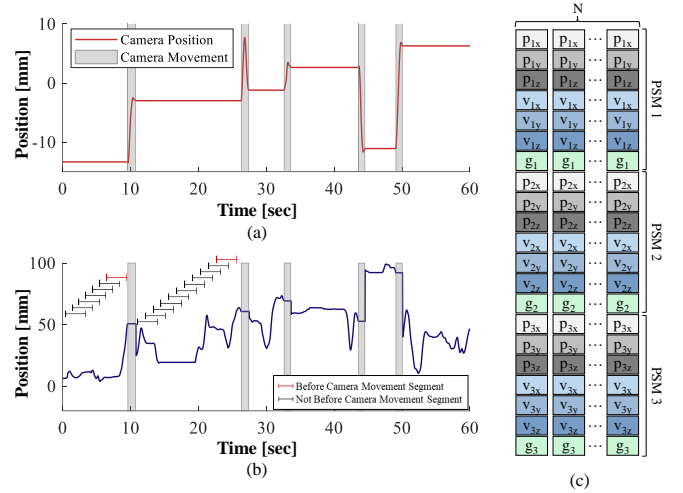 10
0
-10
Position [mm]
Camera Position
Camera Movement
0 10 20 30 40 50 60
Time [sec]
(a)
100
50
0
Position [mm]
Before Camera Movement Segment
Not Before Camera Movement Segment
0 10 20 30 40 50 60
Time [sec]
(b)
N
p1x p1x ... p1x
p1y p1y ... p1y
p1z p1z ... p1z
v1x v1x ... v1x
v1y v1y ... v1y
v1z v1z ... v1z
g1 g1 ... g1
PSM 1
p2x p2x ... p2x
p2y p2y ... p2y
p2z p2z ... p2z
v2x v2x ... v2x
v2y v2y ... v2y
v2z v2z ... v2z
g2 g2 ... g2
PSM 2
p3x p3x ... p3x
p3y p3y ... p3y
p3z p3z ... p3z
v3x v3x ... v3x
v3y v3y ... v3y
v3z v3z ... v3z
g3 g3 ... g3
PSM 3
(c)